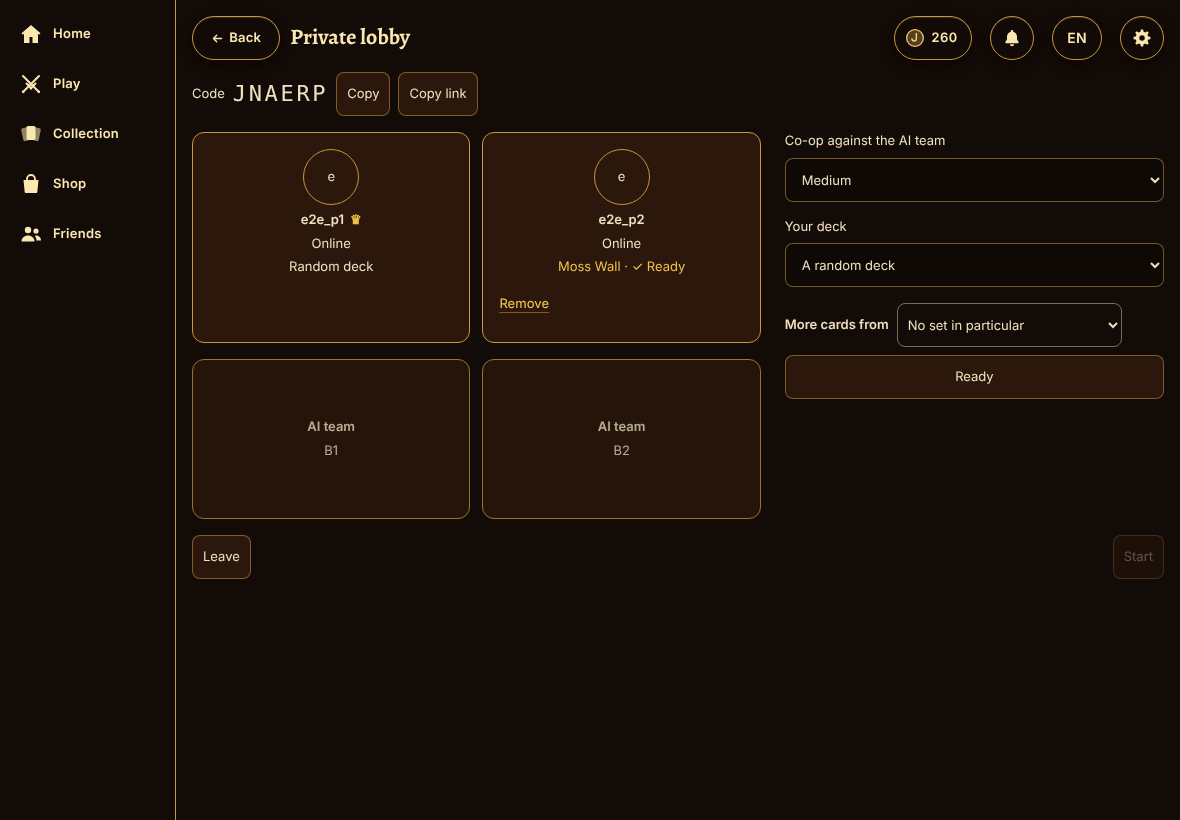 Home
Play
Collection
Shop
Friends
← Back
Private lobby
J 260
EN
Code JNAERP Copy Copy link
e
e2e_p1 ♛
Online
Random deck
e
e2e_p2
Online
Moss Wall · ✓ Ready
Remove
AI team
B1
AI team
B2
Co-op against the AI team
Medium
Your deck
A random deck
More cards from No set in particular
Ready
Leave
Start